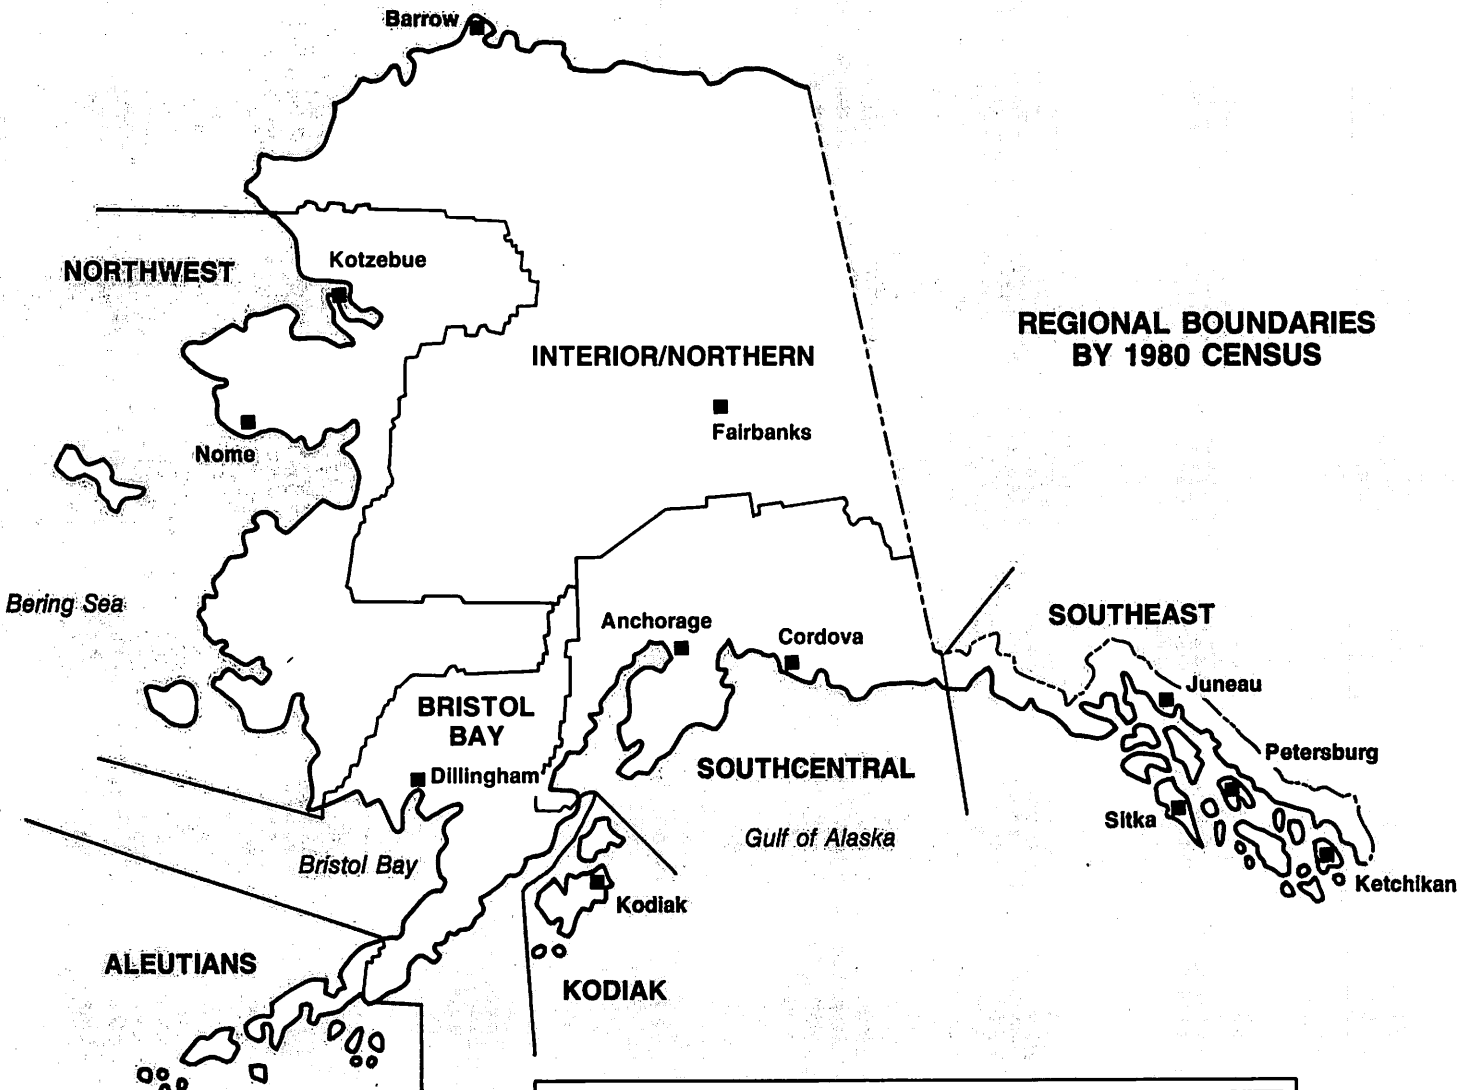 Barrow
NORTHWEST
Kotzebue
REGIONAL BOUNDARIES
BY 1980 CENSUS
INTERIOR/NORTHERN
Fairbanks
Nome
Bering Sea
Anchorage
Cordova
SOUTHEAST
Juneau
BRISTOL
BAY
Petersburg
Dillingham
SOUTHCENTRAL
Sitka
Gulf of Alaska
Bristol Bay
Ketchikan
Kodiak
ALEUTIANS
KODIAK